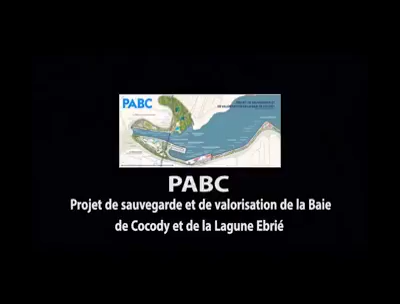 PABC
PABC
Projet de sauvegarde et de valorisation de la Baie
de Cocody et de la Lagune Ebrié